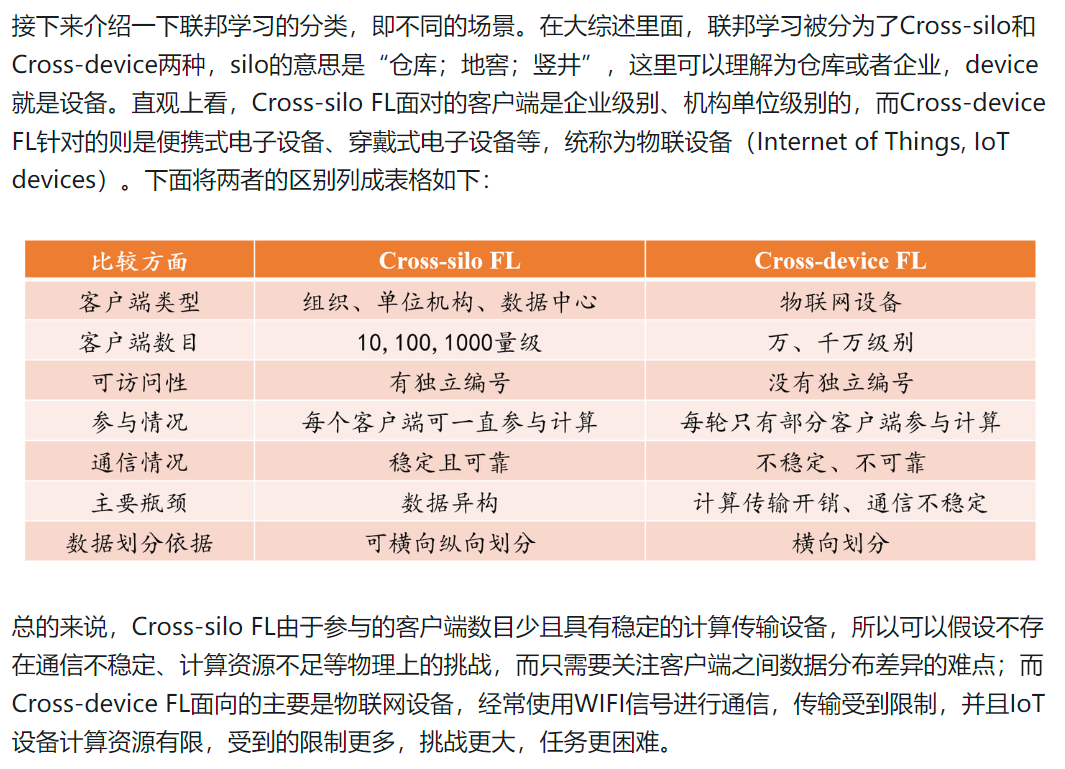 接下来介绍一下联邦学习的分类，即不同的场景。在大综述里面，联邦学习被分为了Cross-silo和
Cross-device两种，silo的意思是“仓库；地窖；竖井”，这里可以理解为仓库或者企业，device
就是设备。直观上看，Cross-silo FL面对的客户端是企业级别、机构单位级别的，而Cross-device
FL针对的则是便携式电子设备、穿戴式电子设备等，统称为物联设备（Internet of Things, IoT
devices）。下面将两者的区别列成表格如下：
比较方面 Cross-silo FL Cross-device FL
客户端类型 组织、单位机构、数据中心 物联网设备
客户端数目 10,100,1000量级 万、千万级别
可访问性 有独立编号 没有独立编号
参与情况 每个客户端可一直参与计算 每轮只有部分客户端参与计算
通信情况 稳定且可靠 不稳定、不可靠
主要瓶颈 数据异构 计算传输开销、通信不稳定
数据划分依据 可横向纵向划分 横向划分
总的来说，Cross-silo FL由于参与的客户端数目少且具有稳定的计算传输设备，所以可以假设不存
在通信不稳定、计算资源不足等物理上的挑战，而只需要关注客户端之间数据分布差异的难点；而
Cross-device FL面向的主要是物联网设备，经常使用WIFI信号进行通信，传输受到限制，并且IoT
设备计算资源有限，受到的限制更多，挑战更大，任务更困难。